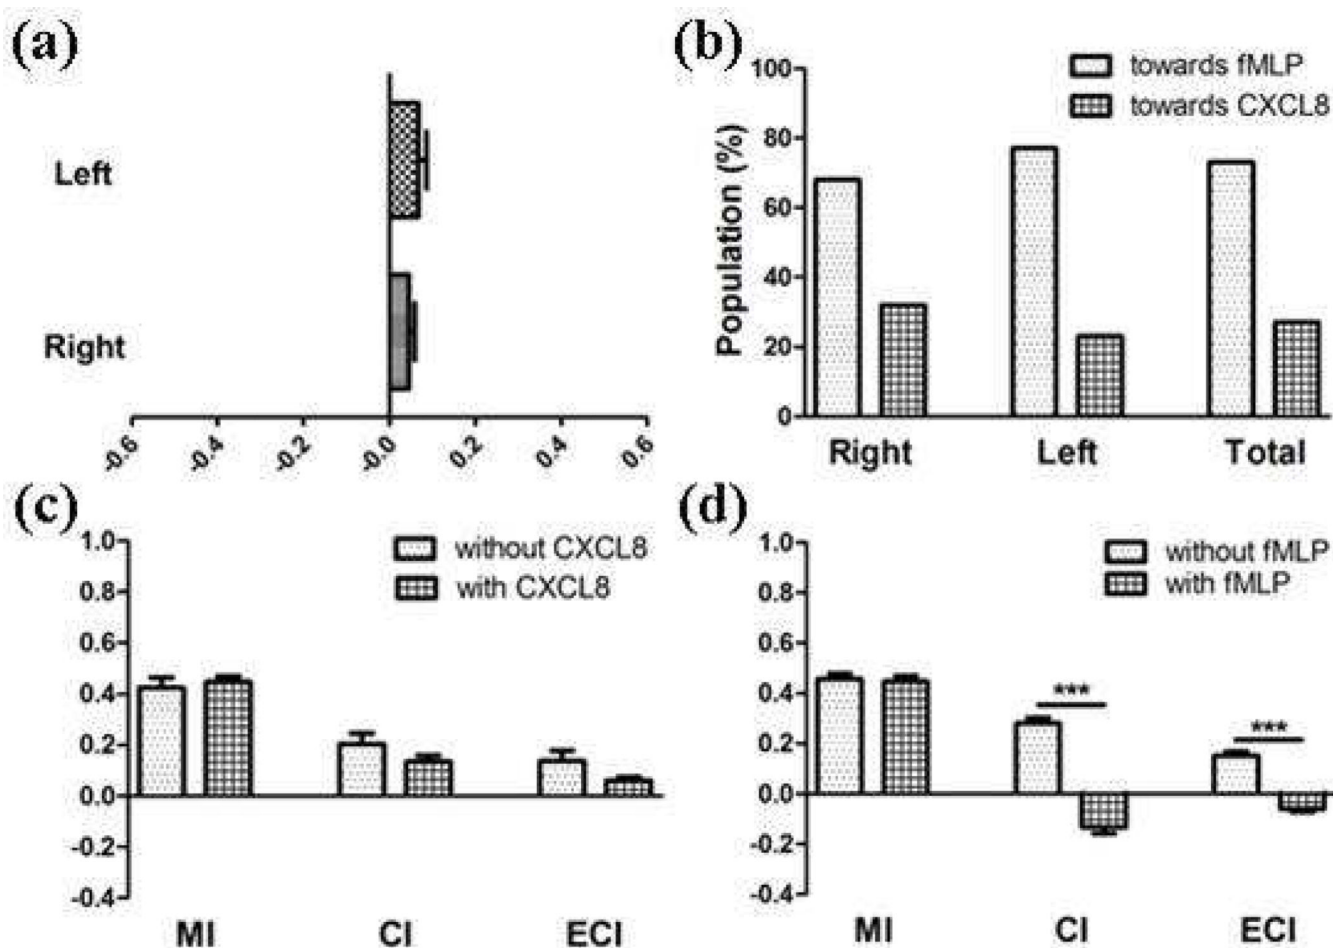 (a)
Left
Right
-0.6
-0.4
-0.2
-0.0
0.2
0.4
0.6
(b)
towards fMLP
towards CXCL8
Population (%)
100
80
60
40
20
0
Right Left Total
(c)
without CXCL8
with CXCL8
1.0
0.8
0.6
0.4
0.2
0.0
-0.2
-0.4
MI CI ECI
(d)
without fMLP
with fMLP
1.0
0.8
0.6
0.4
0.2
0.0
-0.2
-0.4
***
***
MI CI ECI